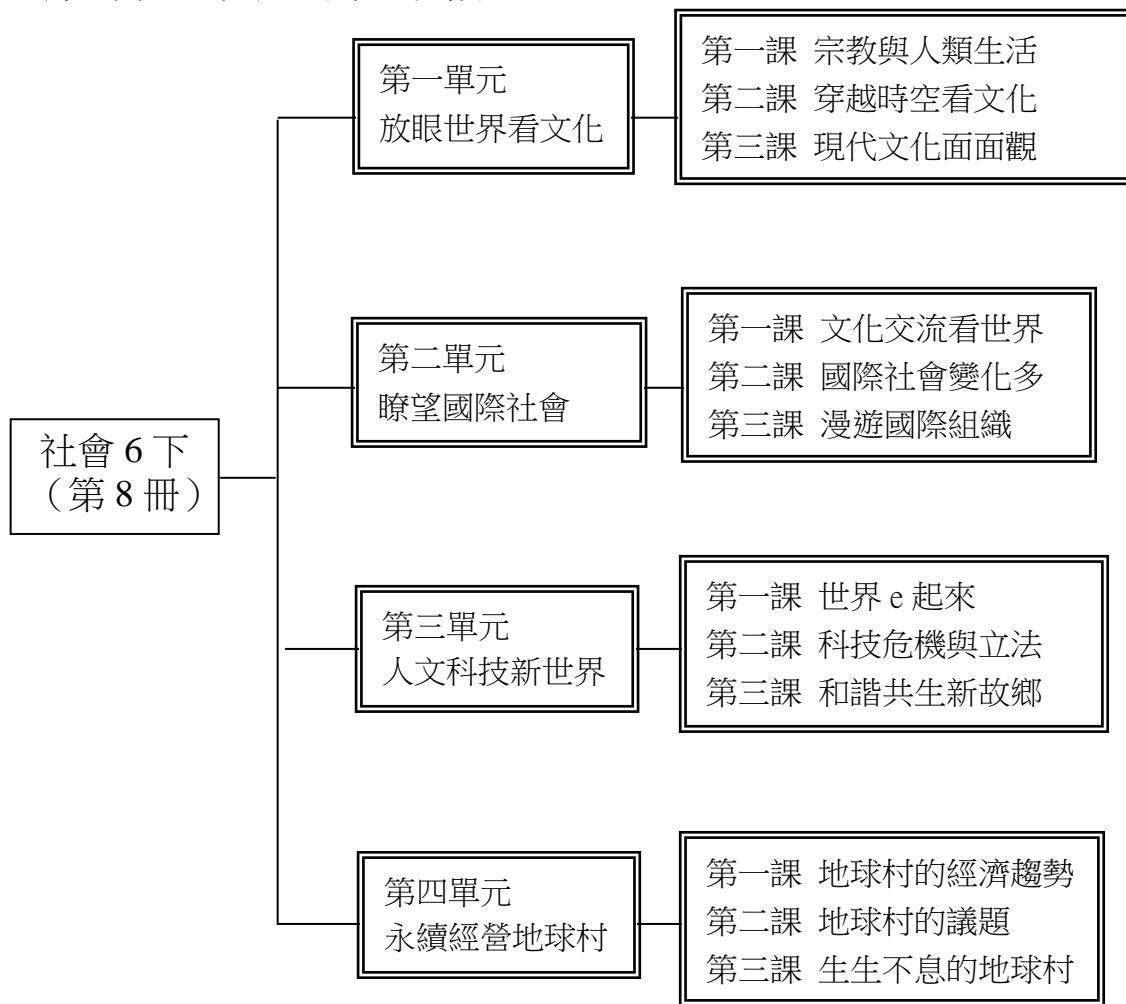 社會 6 下
（第 8 冊）
第一單元
放眼世界看文化
第一課 宗教與人類生活
第二課 穿越時空看文化
第三課 現代文化面面觀
第二單元
瞭望國際社會
第一課 文化交流看世界
第二課 國際社會變化多
第三課 漫遊國際組織
第三單元
人文科技新世界
第一課 世界 e 起來
第二課 科技危機與立法
第三課 和諧共生新故鄉
第四單元
永續經營地球村
第一課 地球村的經濟趨勢
第二課 地球村的議題
第三課 生生不息的地球村